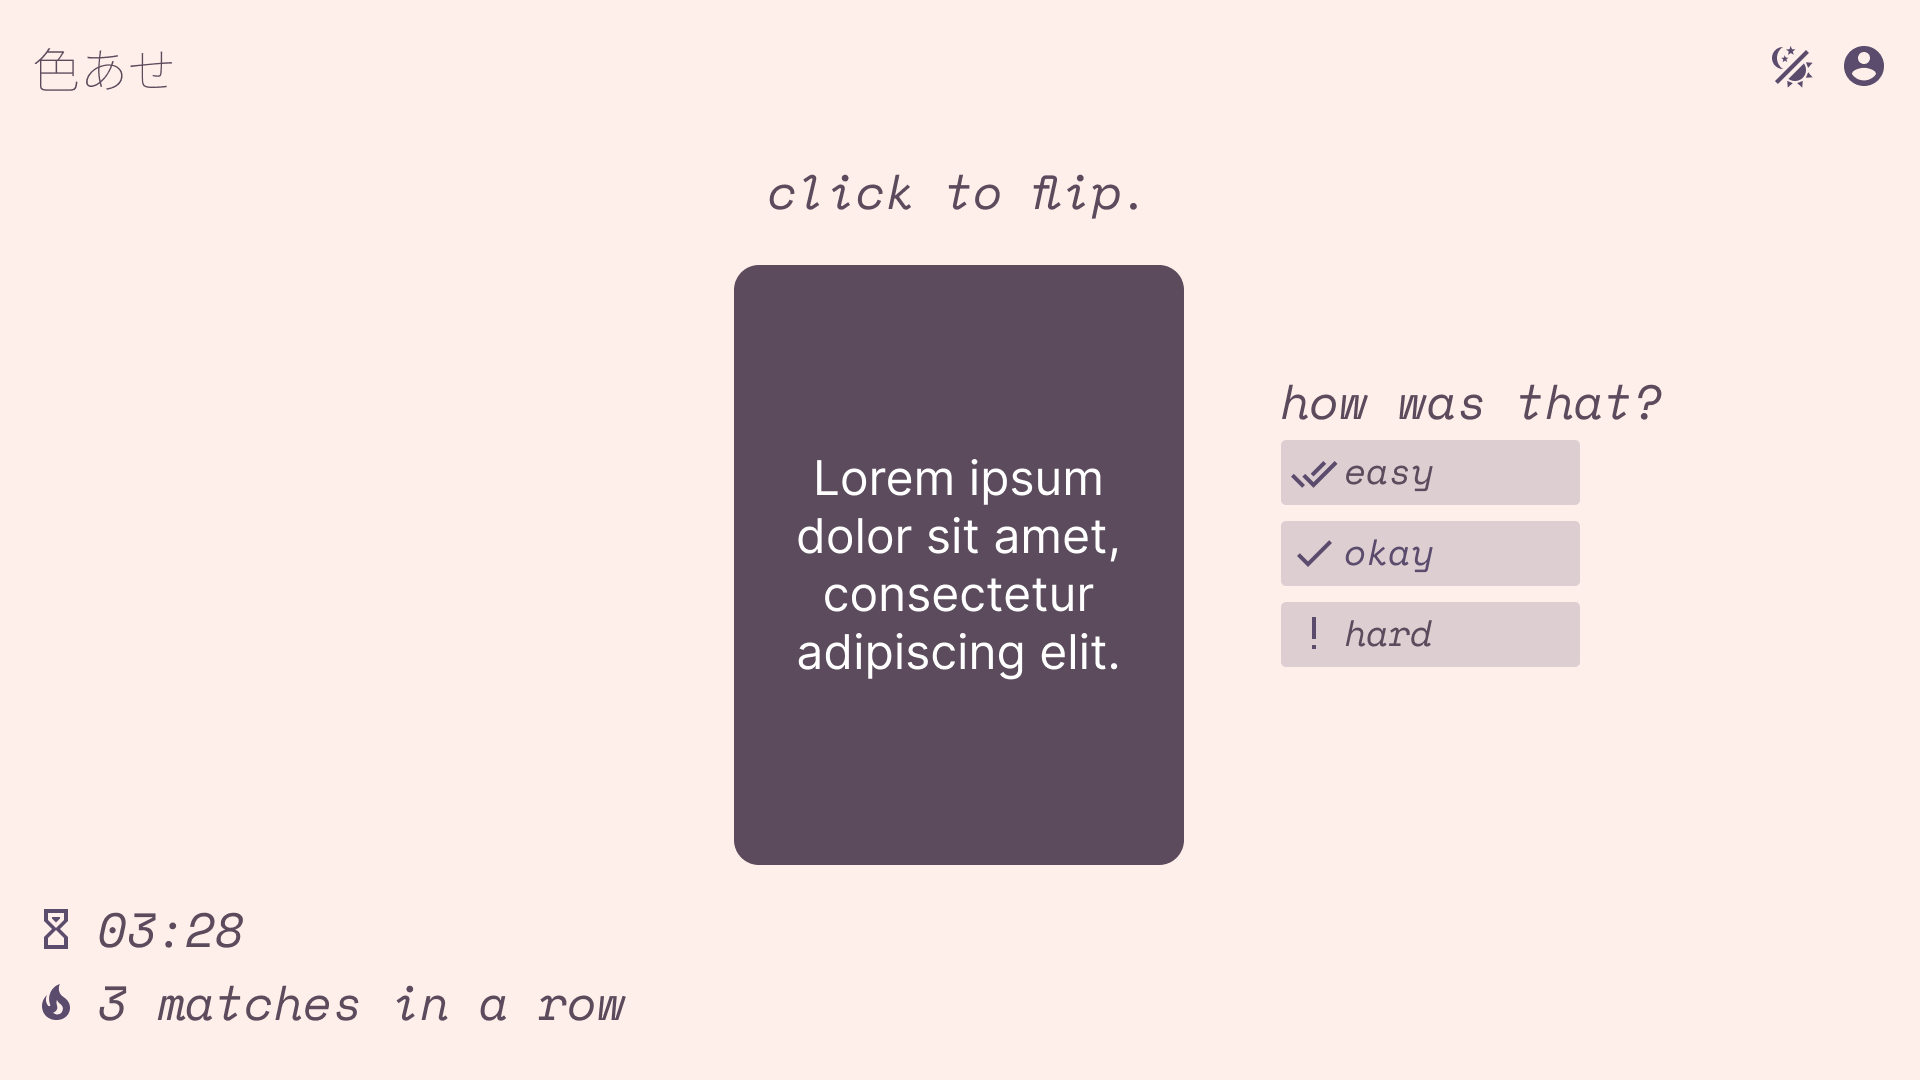 色あせ
click to flip.
Lorem ipsum
dolor sit amet,
consectetur
adipiscing elit.
how was that?
easy
okay
hard
03:28
3 matches in a row